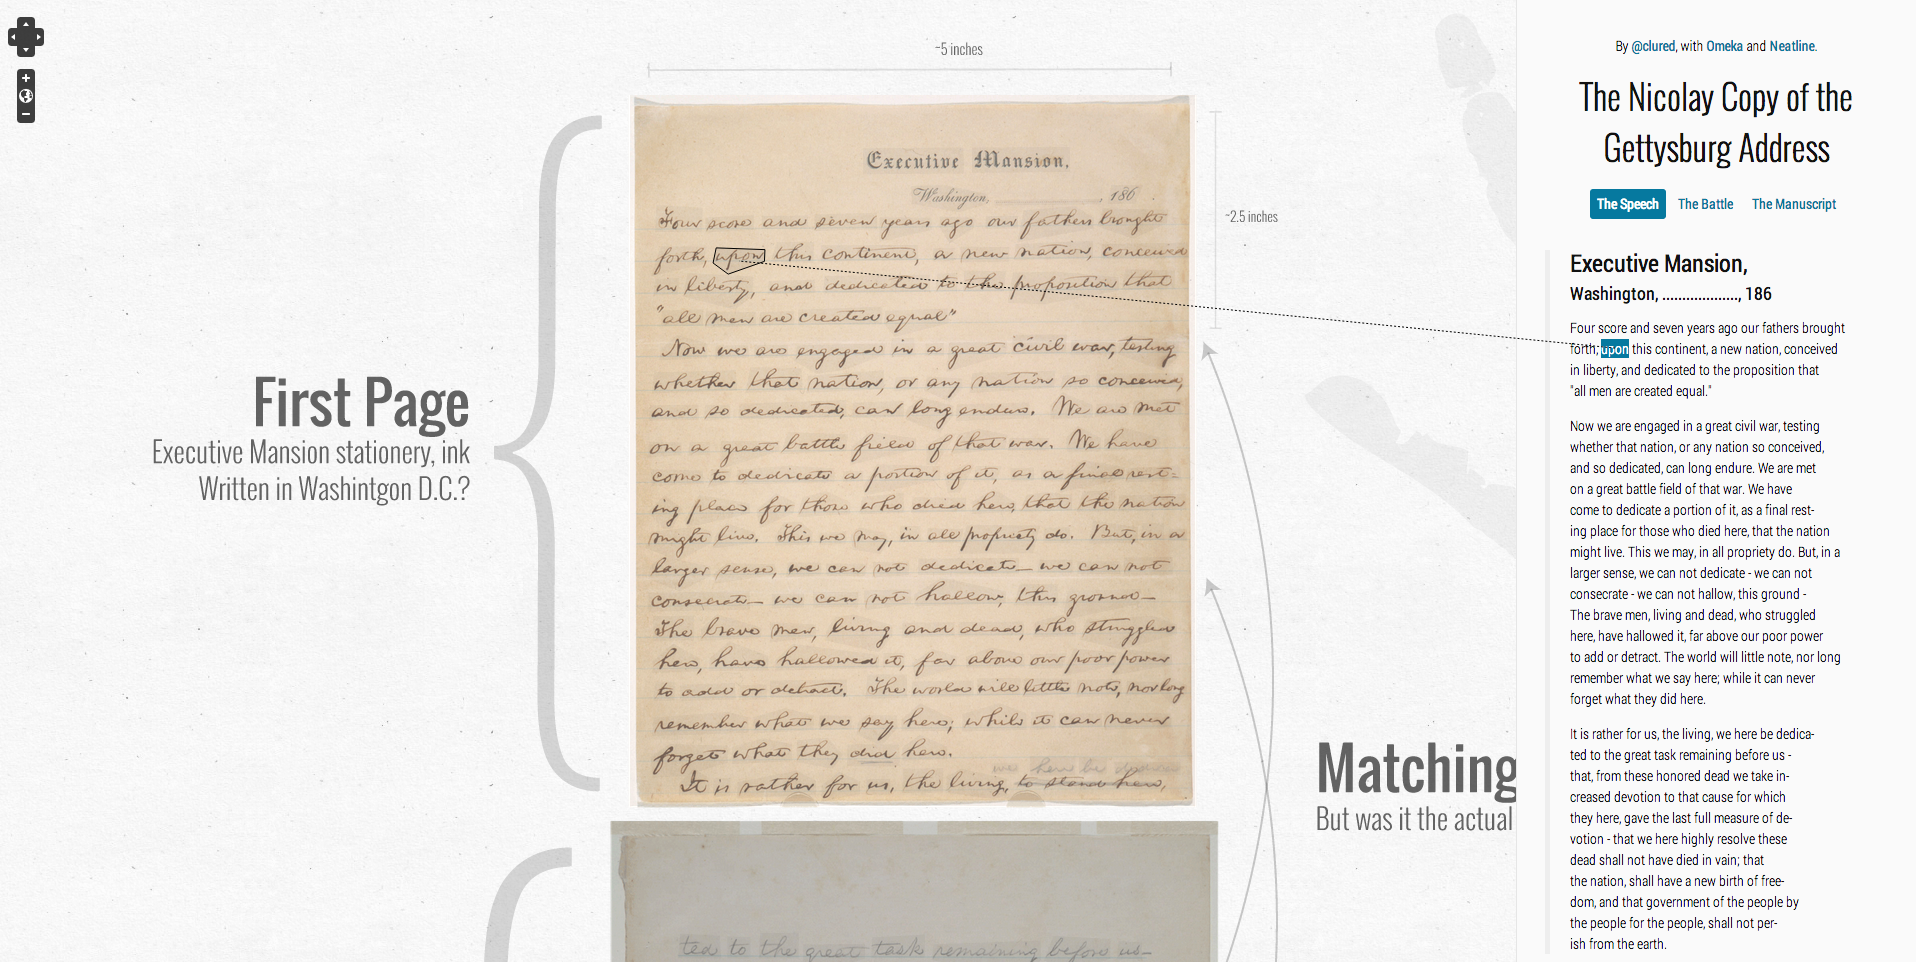 ~5 inches
Executive Mansion,
Washington, , 186 .
Four score and seven years ago our fathers brought
forth, upon this continent, a new nation, conceived
in liberty, and dedicated to the proposition that
"all men are created equal"
Now we are engaged in a great civil war, testing
whether that nation, or any nation so conceived,
and so dedicated, can long endure. We are met
on a great battle field of that war. We have
come to dedicate a portion of it, as a final rest=
ing place for those who died here, that the nation
might live. This we may, in all propriety do. But, in a
larger sense, we can not dedicate— we can not
consecrate— we can not hallow, this ground—
The brave men, living and dead, who struggled
here, have hallowed it, far above our poor power
to add or detract. The world will little note, nor long
remember what we say here; while it can never
forget what they did here.
we here be dedica
It is rather for us, the living, to stand here,
ted to the great task remaining before us—
~2.5 inches
First Page
Executive Mansion stationery, ink
Written in Washintgon D.C.?
Matching
But was it the actual
By @clured, with Omeka and Neatline.
The Nicolay Copy of the
Gettysburg Address
The Speech The Battle The Manuscript
Executive Mansion,
Washington, ..................., 186
Four score and seven years ago our fathers brought
forth, upon this continent, a new nation, conceived
in liberty, and dedicated to the proposition that
"all men are created equal."
Now we are engaged in a great civil war, testing
whether that nation, or any nation so conceived,
and so dedicated, can long endure. We are met
on a great battle field of that war. We have
come to dedicate a portion of it, as a final rest-
ing place for those who died here, that the nation
might live. This we may, in all propriety do. But, in a
larger sense, we can not dedicate - we can not
consecrate - we can not hallow, this ground -
The brave men, living and dead, who struggled
here, have hallowed it, far above our poor power
to add or detract. The world will little note, nor long
remember what we say here; while it can never
forget what they did here.
It is rather for us, the living, we here be dedica-
ted to the great task remaining before us -
that, from these honored dead we take in-
creased devotion to that cause for which
they here, gave the last full measure of de-
votion - that we here highly resolve these
dead shall not have died in vain; that
the nation, shall have a new birth of free-
dom, and that government of the people by
the people for the people, shall not per-
ish from the earth.